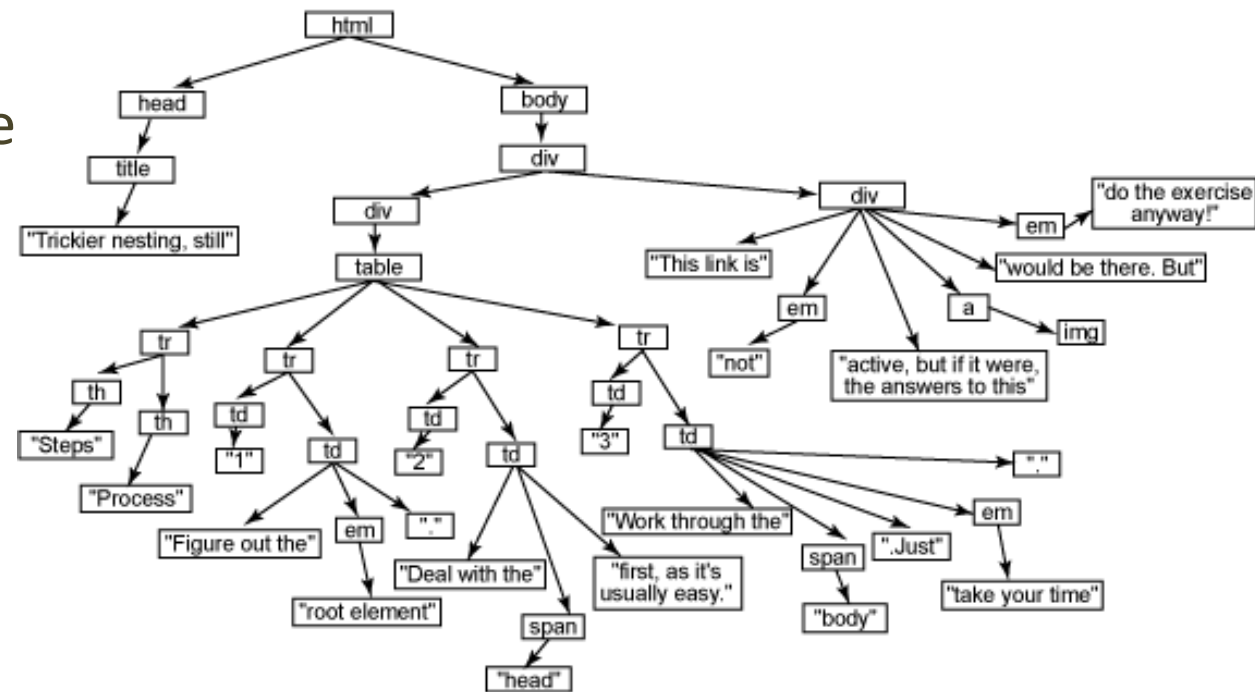 html
head
body
e
div
title
div
div
"do the exercise
anyway!"
em
"Trickier nesting, still"
table
"This link is"
"would be there. But"
em
a
img
tr
tr
tr
tr
"not"
"active, but if it were,
the answers to this"
th
td
td
td
"Steps"
th
"1"
td
"2"
td
"3"
td
"."
"Process"
"Figure out the"
em
"."
"Deal with the"
"first, as it's
usually easy."
"Work through the"
span
".Just"
em
"root element"
span
"body"
"take your time"
"head"